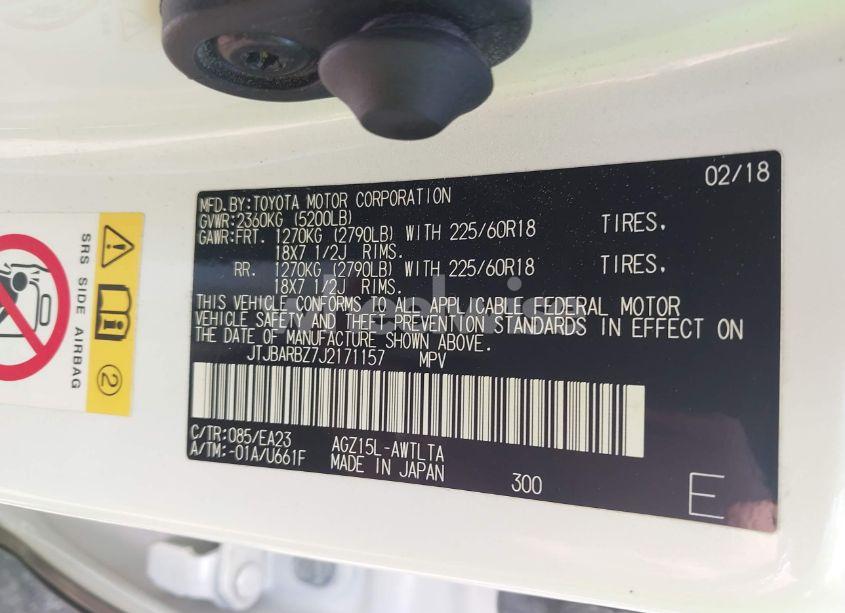 02/18
MFD.BY:TOYOTA MOTOR CORPORATION
GVWR:2360KG (5200LB)
GAWR:FRT. 1270KG (2790LB) WITH 225/60R18 TIRES,
18X7 1/2J RIMS.
RR. 1270KG (2790LB) WITH 225/60R18 TIRES,
18X7 1/2J RIMS.
THIS VEHICLE CONFORMS TO ALL APPLICABLE FEDERAL MOTOR
VEHICLE SAFETY AND THEFT PREVENTION STANDARDS IN EFFECT ON
THE DATE OF MANUFACTURE SHOWN ABOVE.
JTJBARBZ7J2171157 MPV
C/TR:085/EA23 AGZ15L-AWTLTA
A/TM:-01A/U661F MADE IN JAPAN 300
E
SRS SIDE AIRBAG
2